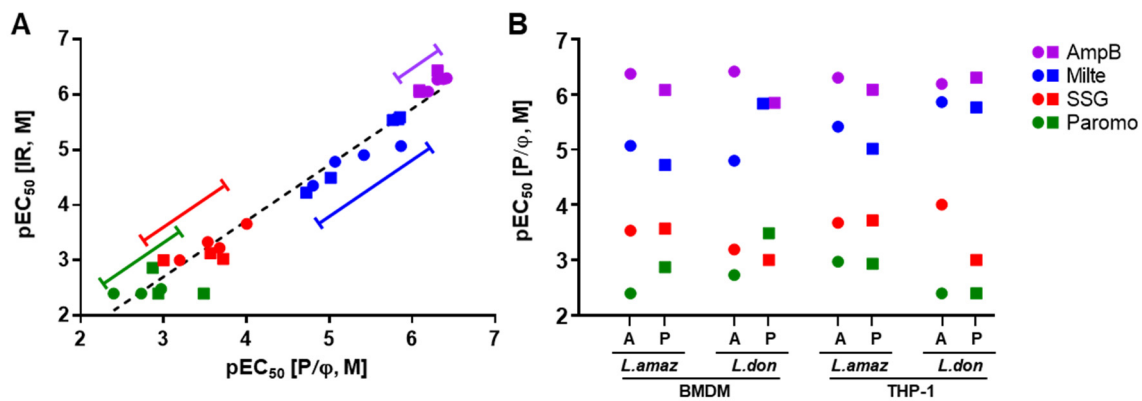 A
7
6
5
4
3
2
pEC50 [IR, M]
2 3 4 5 6 7
pEC50 [P/φ, M]
B
7
6
5
4
3
2
pEC50 [P/φ, M]
A P A P A P A P
L.amaz L.don L.amaz L.don
BMDM THP-1
AmpB
Milte
SSG
Paromo